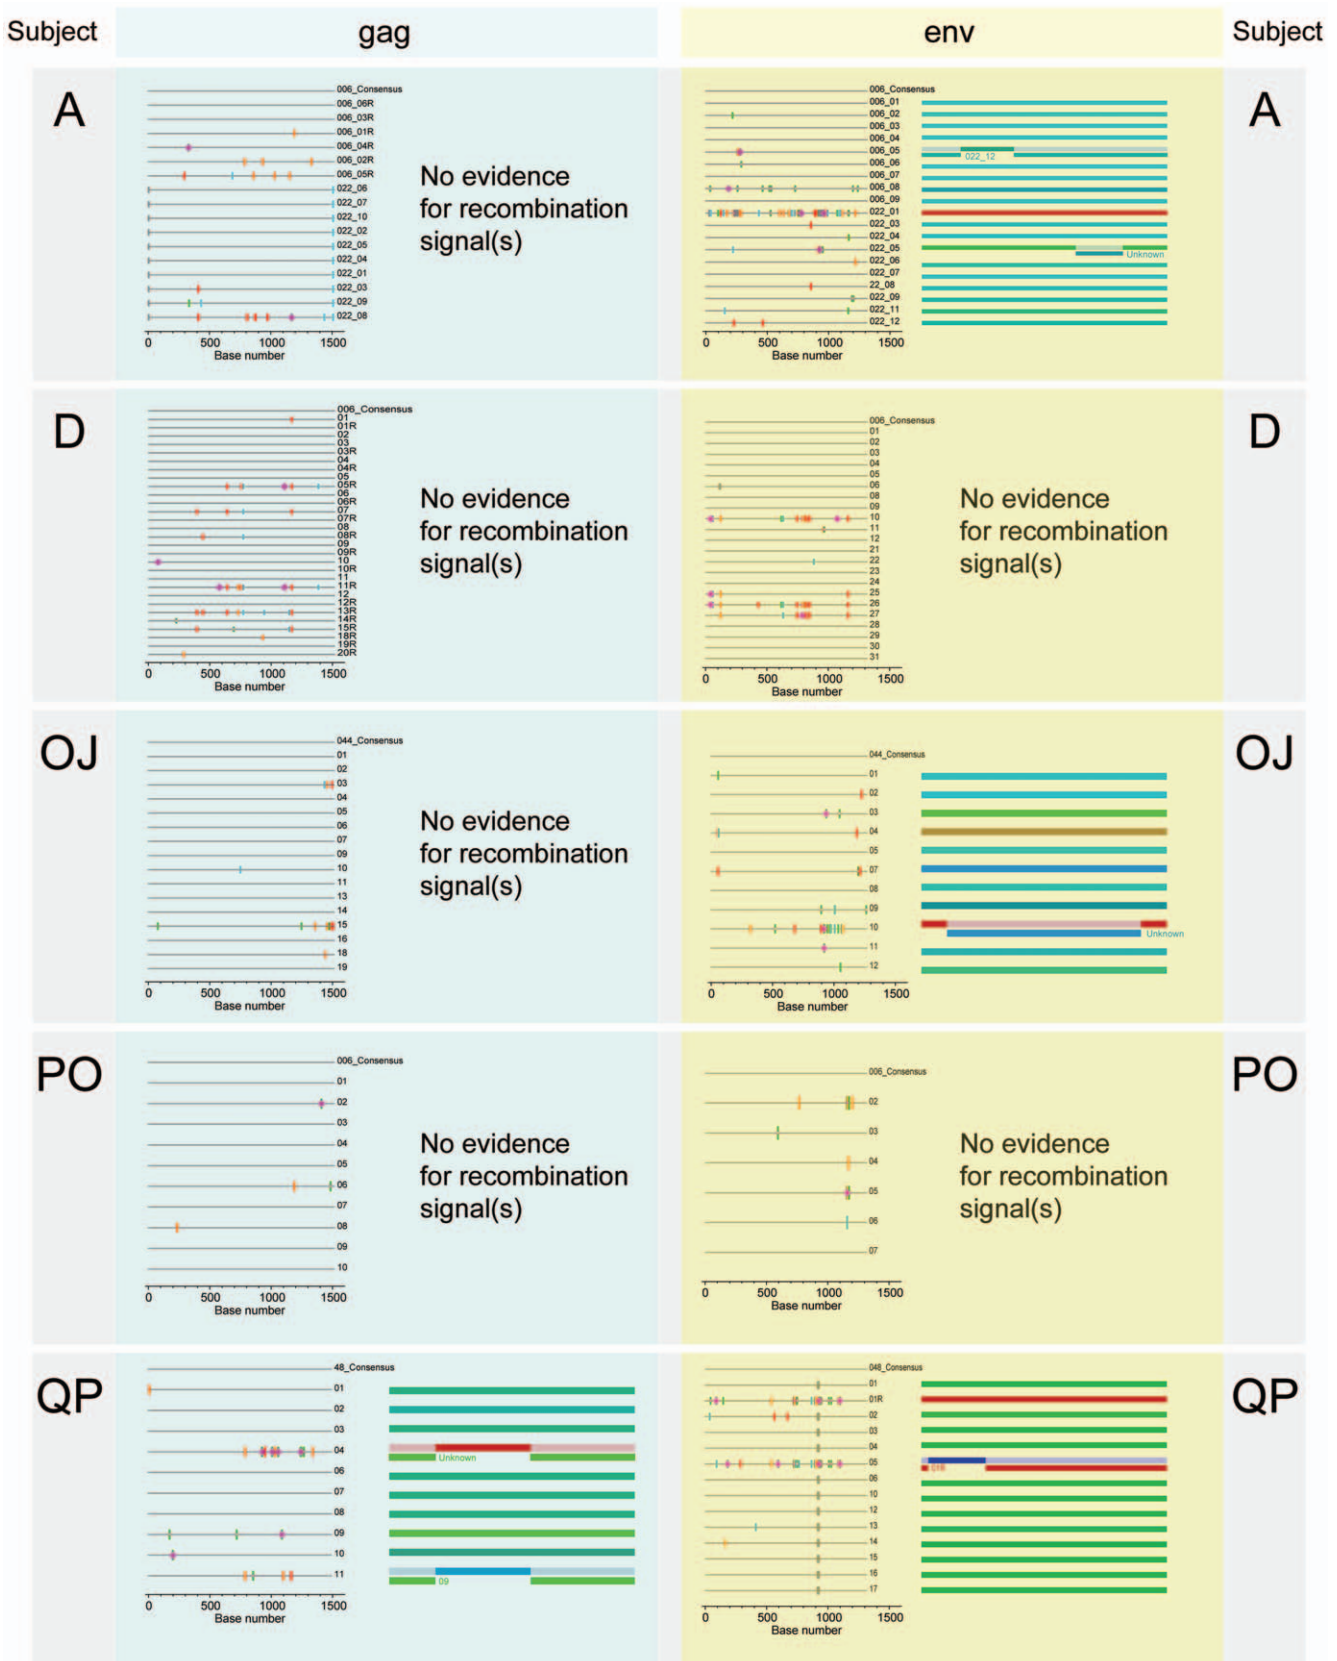 Subject
gag
env
Subject
A
006_Consensus
006_06R
006_03R
006_01R
006_04R
006_02R
006_05R
022_06
022_07
022_10
022_02
022_05
022_04
022_01
022_03
022_09
022_08
0 500 1000 1500
Base number
No evidence
for recombination
signal(s)
006_Consensus
006_01
006_02
006_03
006_04
006_05
006_06
006_07
006_08
006_09
022_01
022_03
022_04
022_05
022_06
022_07
22_08
022_09
022_11
022_12
0 500 1000 1500
Base number
022_12
Unknown
A
D
006_Consensus
01
01R
02
03
03R
04
04R
05
05R
06
06R
07
07R
08
08R
09
09R
10
10R
11
11R
12
12R
13R
14R
15R
18R
19R
20R
0 500 1000 1500
Base number
No evidence
for recombination
signal(s)
006_Consensus
01
02
03
04
05
06
08
09
10
11
12
21
22
23
24
25
26
27
28
29
30
31
0 500 1000 1500
Base number
No evidence
for recombination
signal(s)
D
OJ
044_Consensus
01
02
03
04
05
06
07
09
10
11
13
14
15
16
18
19
0 500 1000 1500
Base number
No evidence
for recombination
signal(s)
044_Consensus
01
02
03
04
05
07
08
09
10
11
12
0 500 1000 1500
Base number
Unknown
OJ
PO
006_Consensus
01
02
03
04
05
06
07
08
09
10
0 500 1000 1500
Base number
No evidence
for recombination
signal(s)
006_Consensus
02
03
04
05
06
07
0 500 1000 1500
Base number
No evidence
for recombination
signal(s)
PO
QP
48_Consensus
01
02
03
04
06
07
08
09
10
11
0 500 1000 1500
Base number
Unknown
09
048_Consensus
01
01R
02
03
04
05
06
10
12
13
14
15
16
17
0 500 1000 1500
Base number
QP